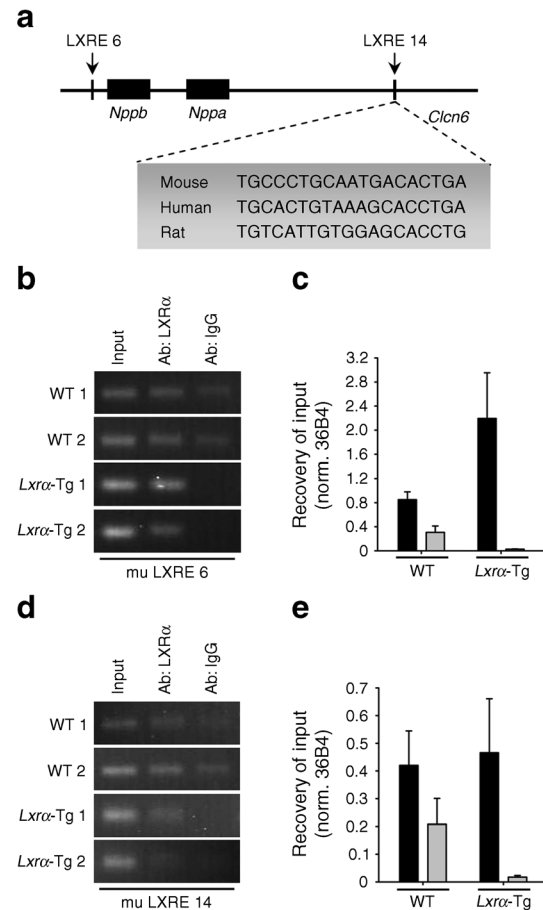 a
LXRE 6
LXRE 14
Nppb
Nppa
Clcn6
Mouse TGCCCTGCAATGACACTGA
Human TGCACTGTAAAGCACCTGA
Rat TGTCATTGTGGAGCACCTG
b
Input
Ab: LXRα
Ab: IgG
WT 1
WT 2
Lxrα-Tg 1
Lxrα-Tg 2
mu LXRE 6
c
Recovery of input
(norm. 36B4)
3.2
2.8
2.4
2.0
1.6
1.2
0.8
0.4
0
WT
Lxrα-Tg
d
Input
Ab: LXRα
Ab: IgG
WT 1
WT 2
Lxrα-Tg 1
Lxrα-Tg 2
mu LXRE 14
e
Recovery of input
(norm. 36B4)
0.7
0.6
0.5
0.4
0.3
0.2
0.1
0
WT
Lxrα-Tg